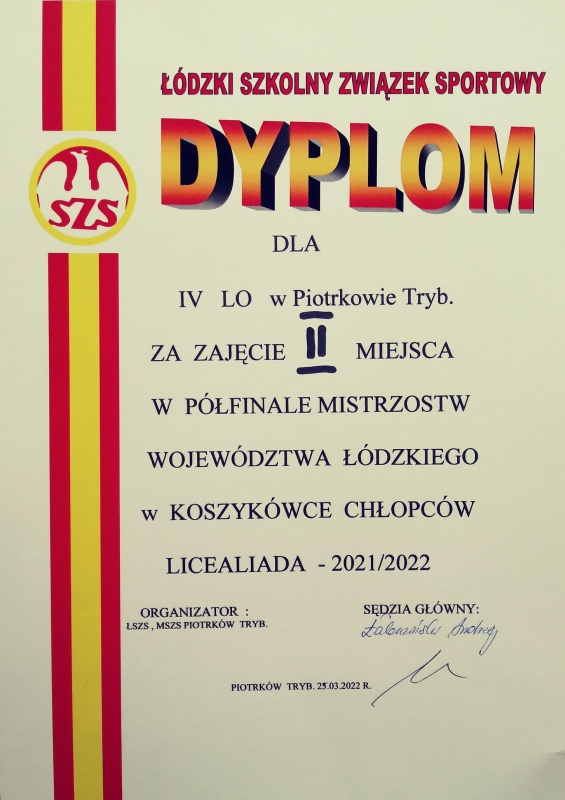 ŁÓDZKI SZKOLNY ZWIĄZEK SPORTOWY
DYPLOM
SZS
DLA
IV LO w Piotrkowie Tryb.
ZA ZAJĘCIE II MIEJSCA
W PÓŁFINALE MISTRZOSTW
WOJEWÓDZTWA ŁÓDZKIEGO
w KOSZYKÓWCE CHŁOPCÓW
LICEALIADA - 2021/2022
ORGANIZATOR :
ŁSZS , MSZS PIOTRKÓW TRYB.
SĘDZIA GŁÓWNY:
Andrzej
PIOTRKÓW TRYB. 25.03.2022 R.